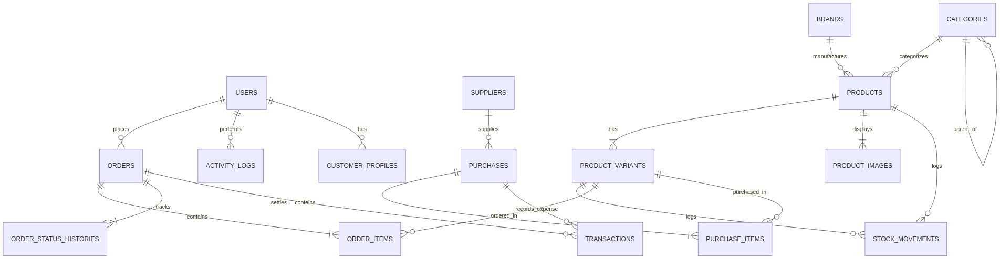 BRANDS
CATEGORIES
manufactures
categorizes
USERS
SUPPLIERS
PRODUCTS
places
performs
has
supplies
has
displays
parent_of
ORDERS
ACTIVITY_LOGS
CUSTOMER_PROFILES
PURCHASES
PRODUCT_VARIANTS
PRODUCT_IMAGES
logs
tracks
contains
settles
contains
records_expense
ordered_in
purchased_in
logs
ORDER_STATUS_HISTORIES
ORDER_ITEMS
TRANSACTIONS
PURCHASE_ITEMS
STOCK_MOVEMENTS